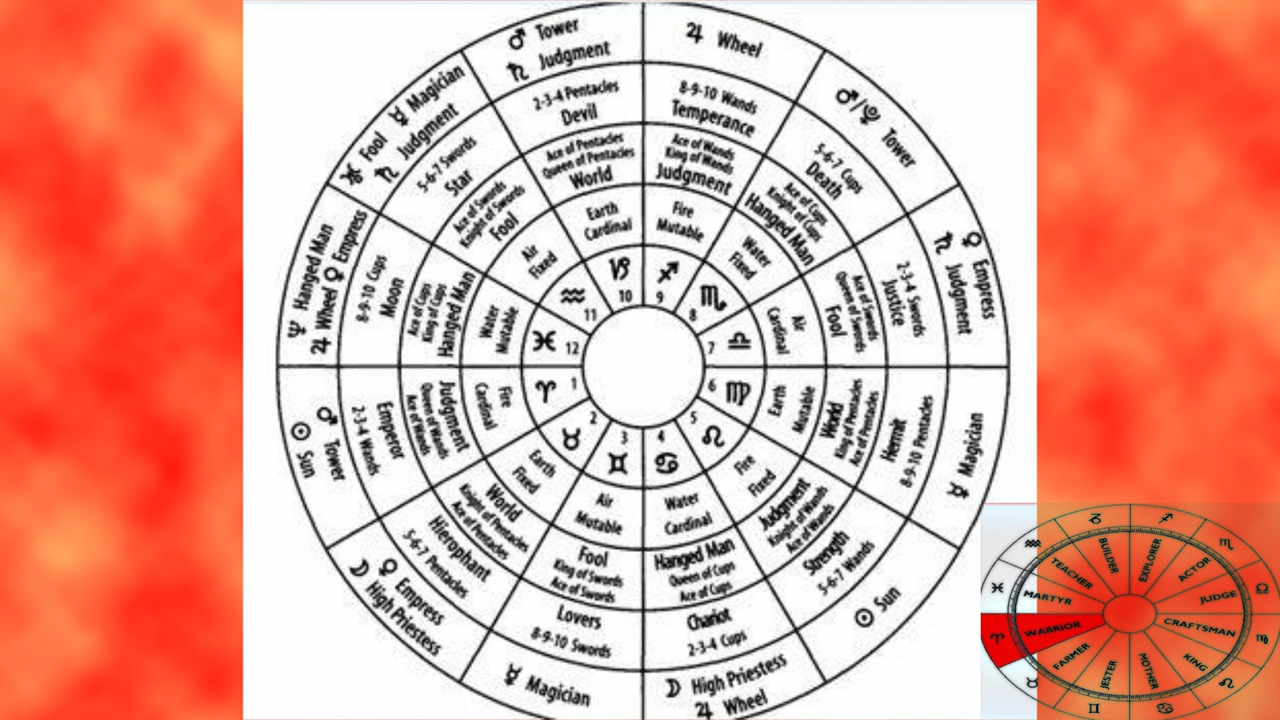 ♂ Tower
♄ Judgment
2-3-4 Pentacles
Devil
Ace of Pentacles
Queen of Pentacles
World
Earth
Cardinal
♑
10
♃ Wheel
8-9-10 Wands
Temperance
Ace of Wands
King of Wands
Judgment
Fire
Mutable
♐
9
♂/♇ Tower
5-6-7 Cups
Death
Ace of Cups
Knight of Cups
Hanged Man
Water
Fixed
♏
8
♀ Empress
♄ Judgment
2-3-4 Swords
Justice
Ace of Swords
Queen of Swords
Fool
Air
Cardinal
♎
7
☿ Magician
8-9-10 Pentacles
Hermit
Ace of Pentacles
King of Pentacles
World
Earth
Mutable
♍
6
☉ Sun
5-6-7 Wands
Strength
Ace of Wands
Knight of Wands
Judgment
Fire
Fixed
♌
5
♋
4
Water
Cardinal
Hanged Man
Queen of Cups
Ace of Cups
Chariot
2-3-4 Cups
☽ High Priestess
♃ Wheel
♊
3
Air
Mutable
Fool
King of Swords
Ace of Swords
Lovers
8-9-10 Swords
☿ Magician
♉
2
Earth
Fixed
World
Knight of Pentacles
Ace of Pentacles
Hierophant
5-6-7 Pentacles
♀ Empress
☽ High Priestess
♈
1
Fire
Cardinal
Judgment
Queen of Wands
Ace of Wands
Emperor
2-3-4 Wands
♂ Tower
☉ Sun
♆ Hanged Man
♃ Wheel ♀ Empress
8-9-10 Cups
Moon
Ace of Cups
King of Cups
Hanged Man
Water
Mutable
♓
12
♅ Fool ☿ Magician
♄ Judgment
5-6-7 Swords
Star
Ace of Swords
Knight of Swords
Fool
Air
Fixed
♒
11
♑ BUILDER
♐ EXPLORER
♏ ACTOR
♎ JUDGE
♍ CRAFTSMAN
♌ KING
♋ MOTHER
♊ JESTER
♉ FARMER
♈ WARRIOR
♓ MARTYR
♒ TEACHER